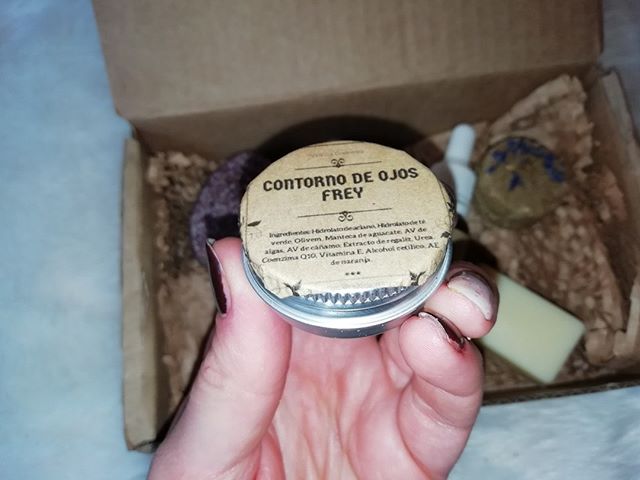 CONTORNO DE OJOS
FREY
Ingredientes: Hidrolato de aciano, Hidrolato de té
verde, Olivem, Manteca de aguacate, AV de
algas, AV de cáñamo, Extracto de regaliz, Urea,
Coenzima Q10, Vitamina E, Alcohol cetílico, AE
de naranja.